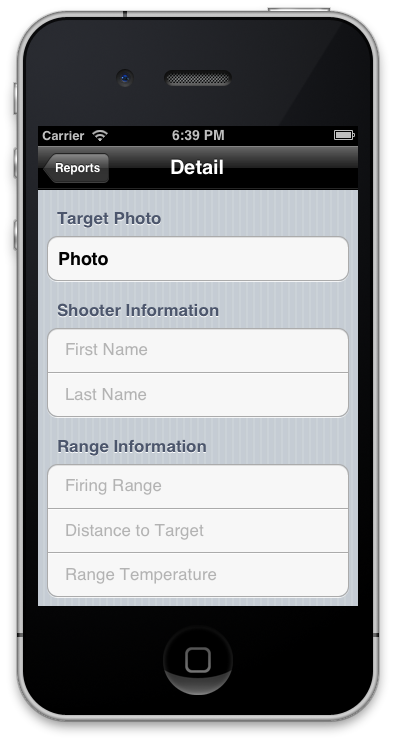 Carrier 6:39 PM
Reports Detail
Target Photo
Photo
Shooter Information
First Name
Last Name
Range Information
Firing Range
Distance to Target
Range Temperature